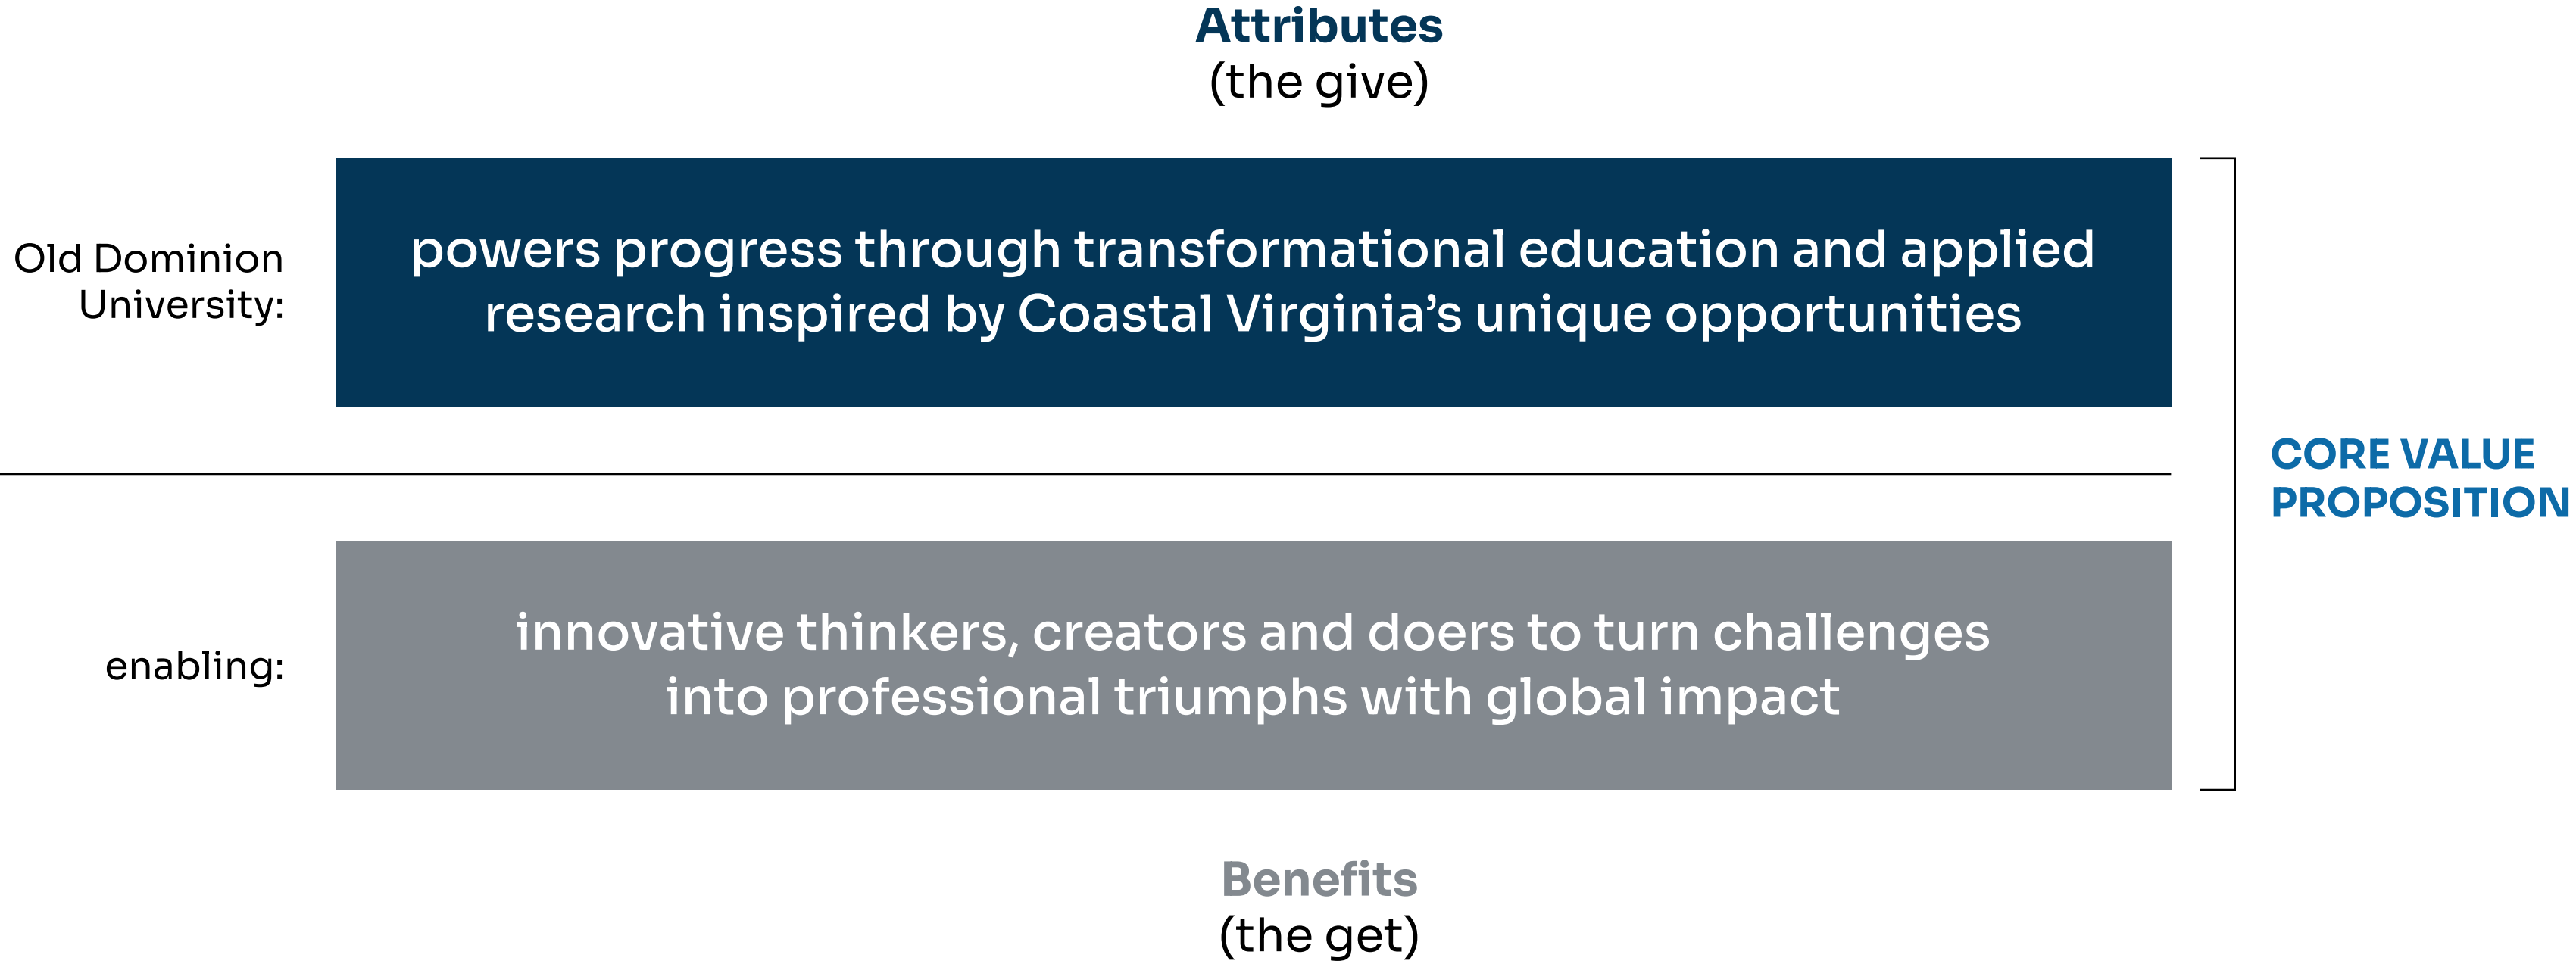 Attributes
(the give)
Old Dominion
University:
powers progress through transformational education and applied
research inspired by Coastal Virginia’s unique opportunities
CORE VALUE
PROPOSITION
enabling:
innovative thinkers, creators and doers to turn challenges
into professional triumphs with global impact
Benefits
(the get)